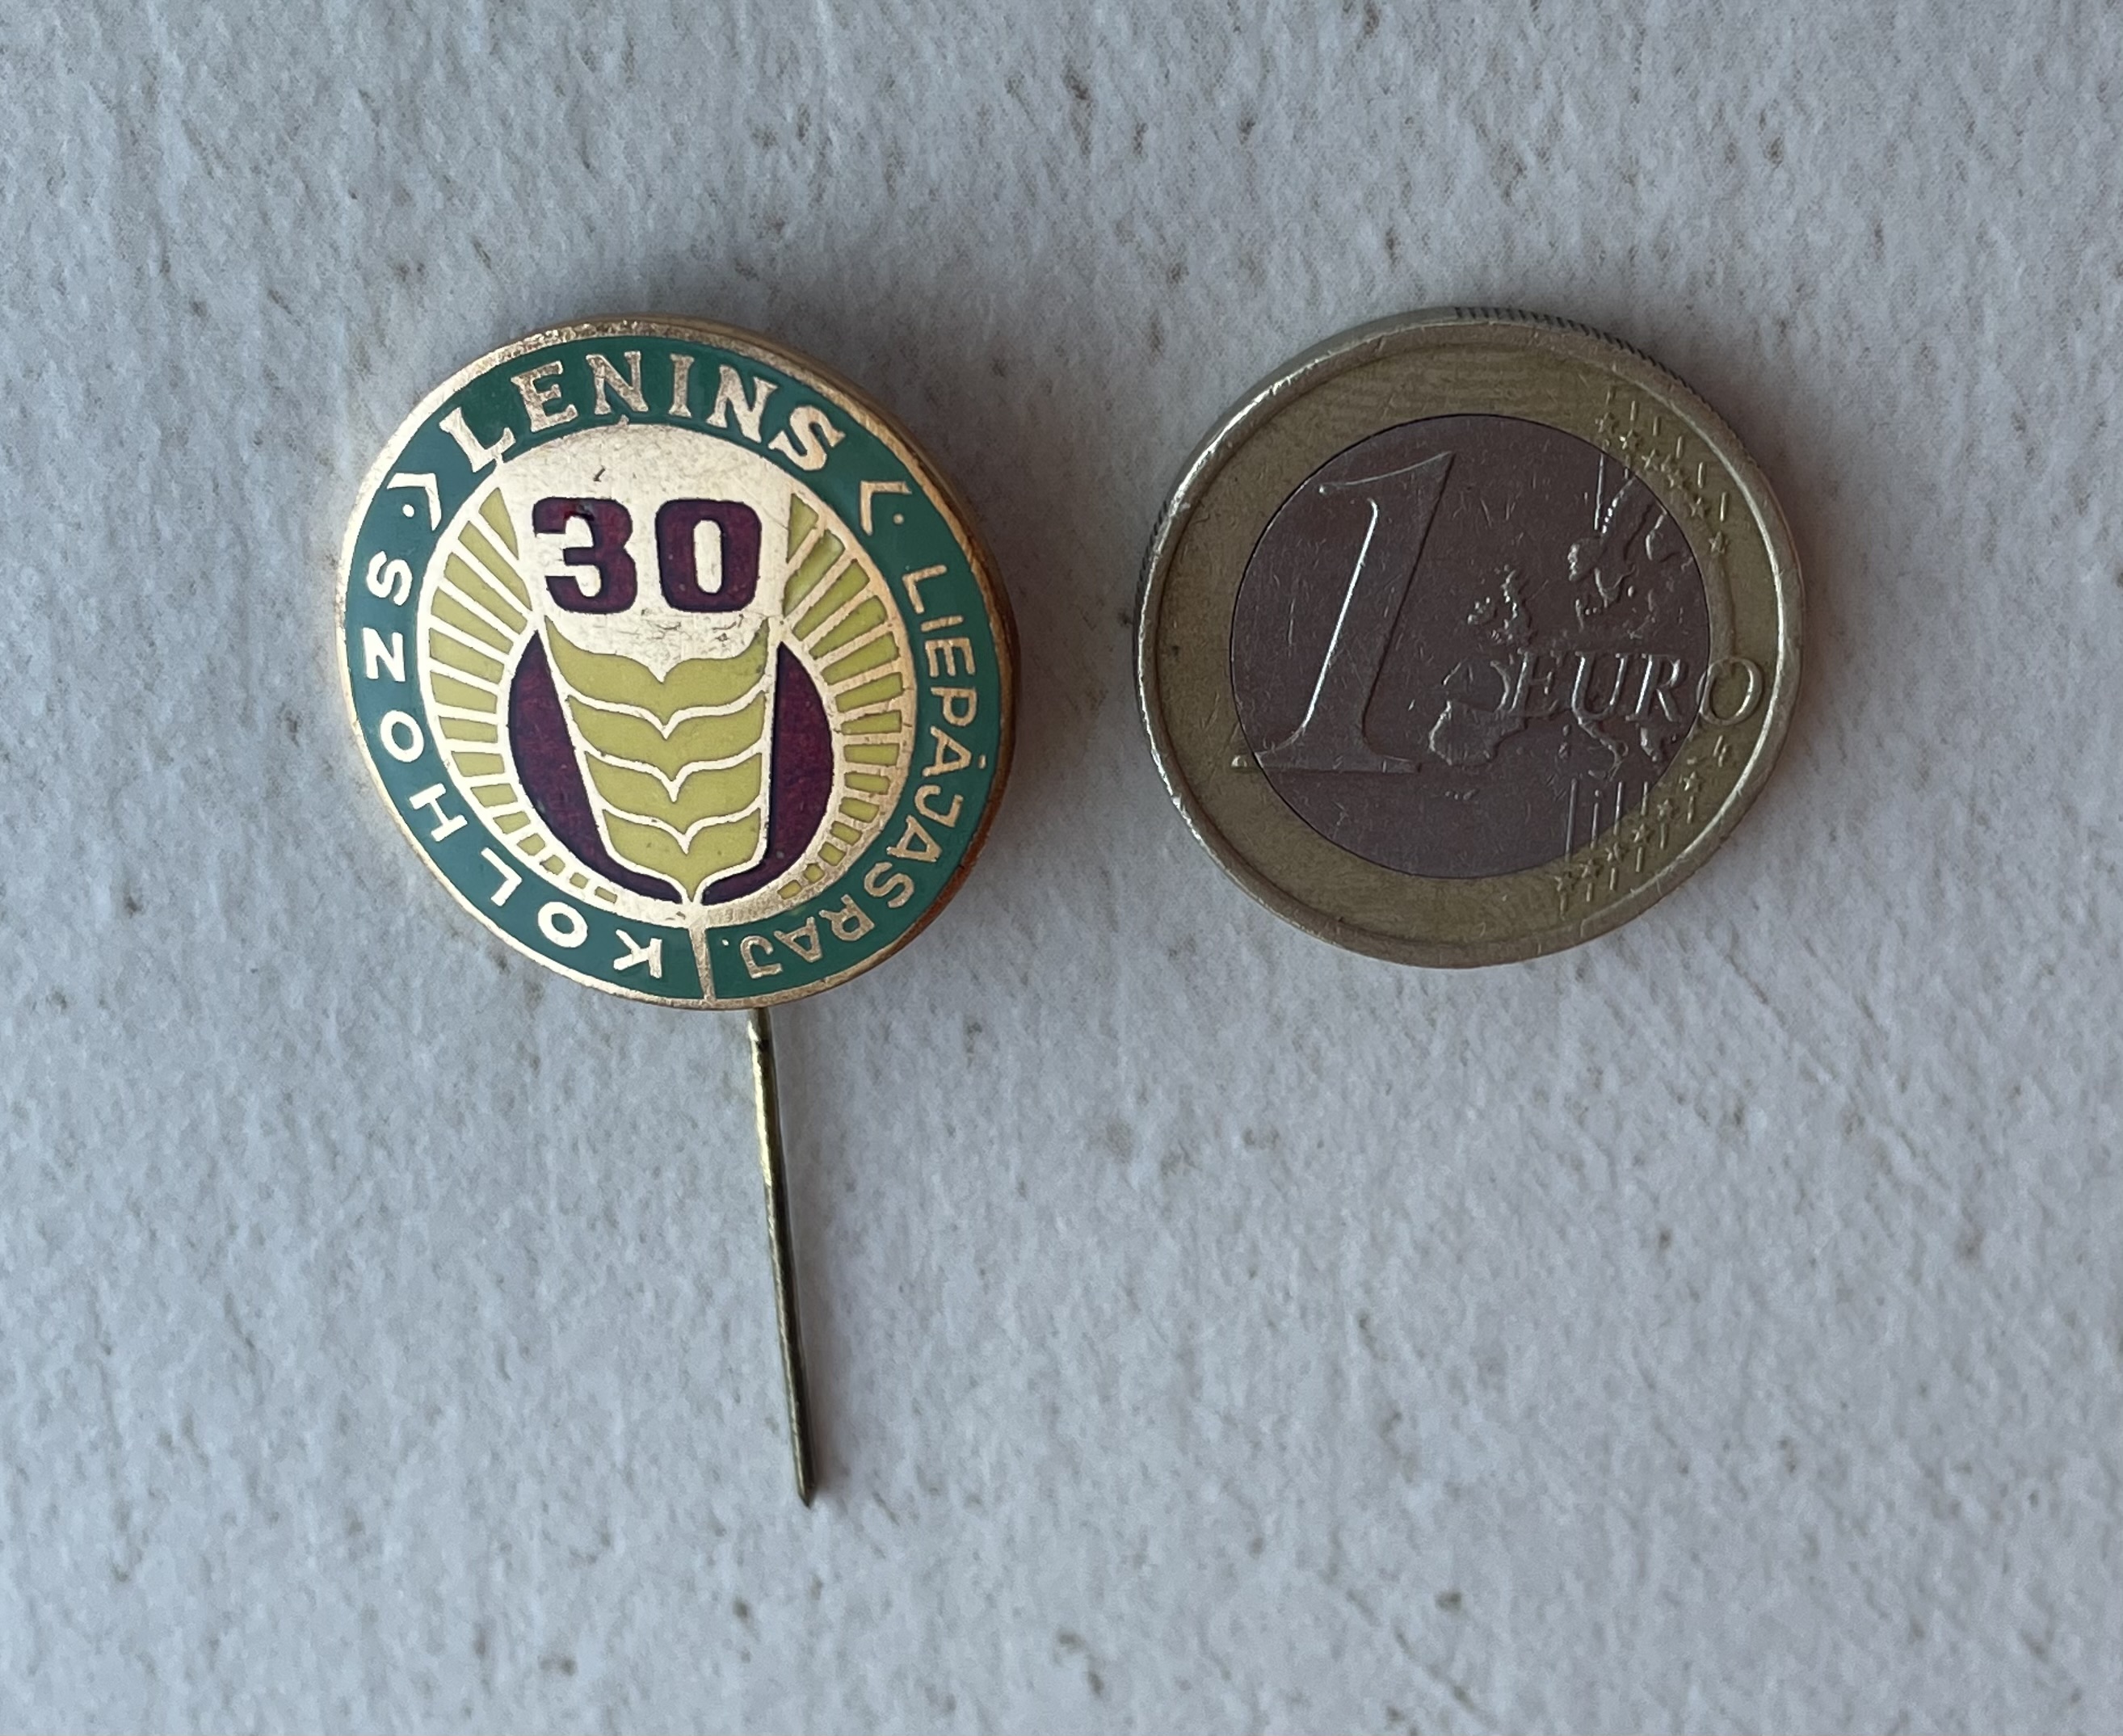 KOLHOZS · 〉LENINS〈 · LIEPĀJAS RAJ.
30
1 EURO